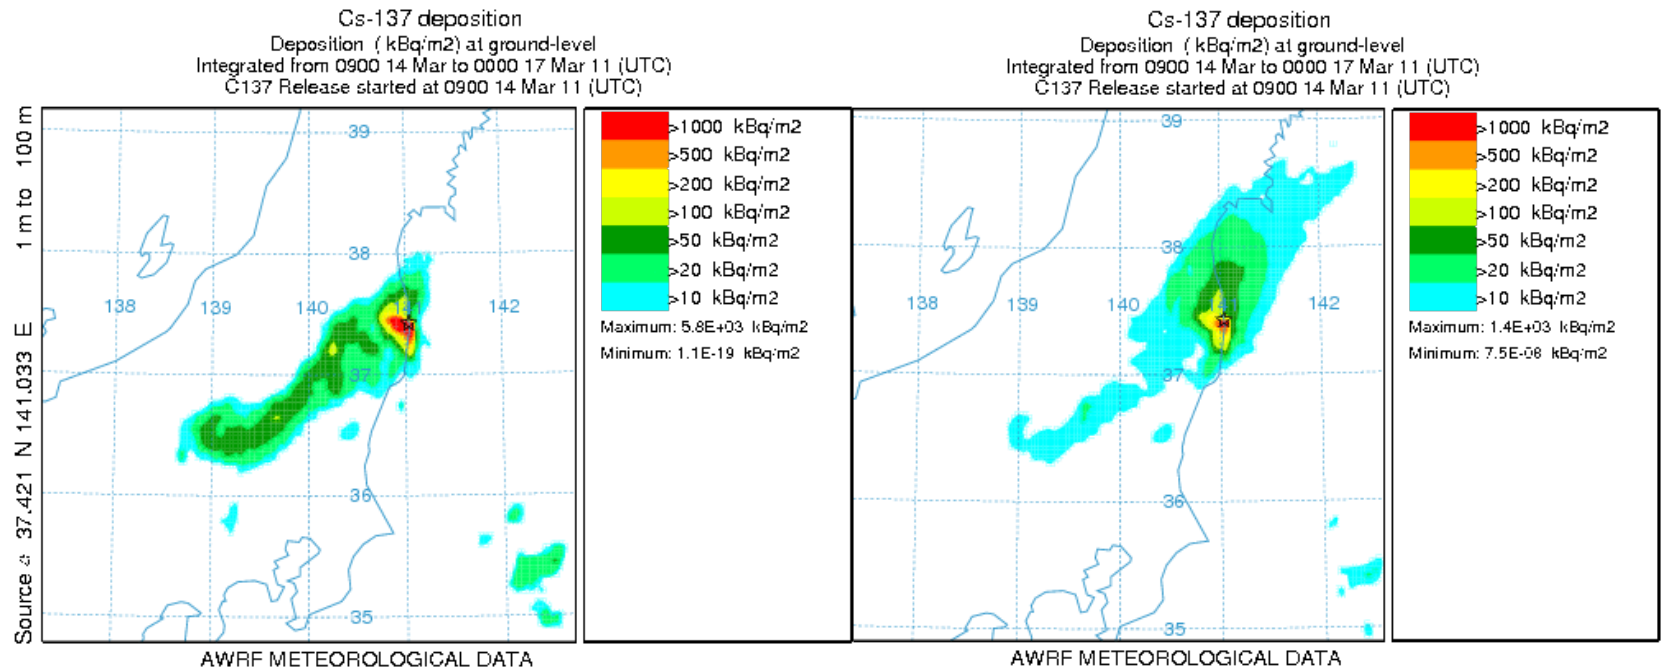 Cs-137 deposition
Deposition ( kBq/m2) at ground-level
Integrated from 0900 14 Mar to 0000 17 Mar 11 (UTC)
C137 Release started at 0900 14 Mar 11 (UTC)
Source 37.421 N 141.033 E 1 m to 100 m
39
38
138
139
140
141
142
37
36
35
>1000 kBq/m2
>500 kBq/m2
>200 kBq/m2
>100 kBq/m2
>50 kBq/m2
>20 kBq/m2
>10 kBq/m2
Maximum: 5.8E+03 kBq/m2
Minimum: 1.1E-19 kBq/m2
AWRF METEOROLOGICAL DATA
Cs-137 deposition
Deposition ( kBq/m2) at ground-level
Integrated from 0900 14 Mar to 0000 17 Mar 11 (UTC)
C137 Release started at 0900 14 Mar 11 (UTC)
39
38
138
139
140
141
142
37
36
35
>1000 kBq/m2
>500 kBq/m2
>200 kBq/m2
>100 kBq/m2
>50 kBq/m2
>20 kBq/m2
>10 kBq/m2
Maximum: 1.4E+03 kBq/m2
Minimum: 7.5E-08 kBq/m2
AWRF METEOROLOGICAL DATA